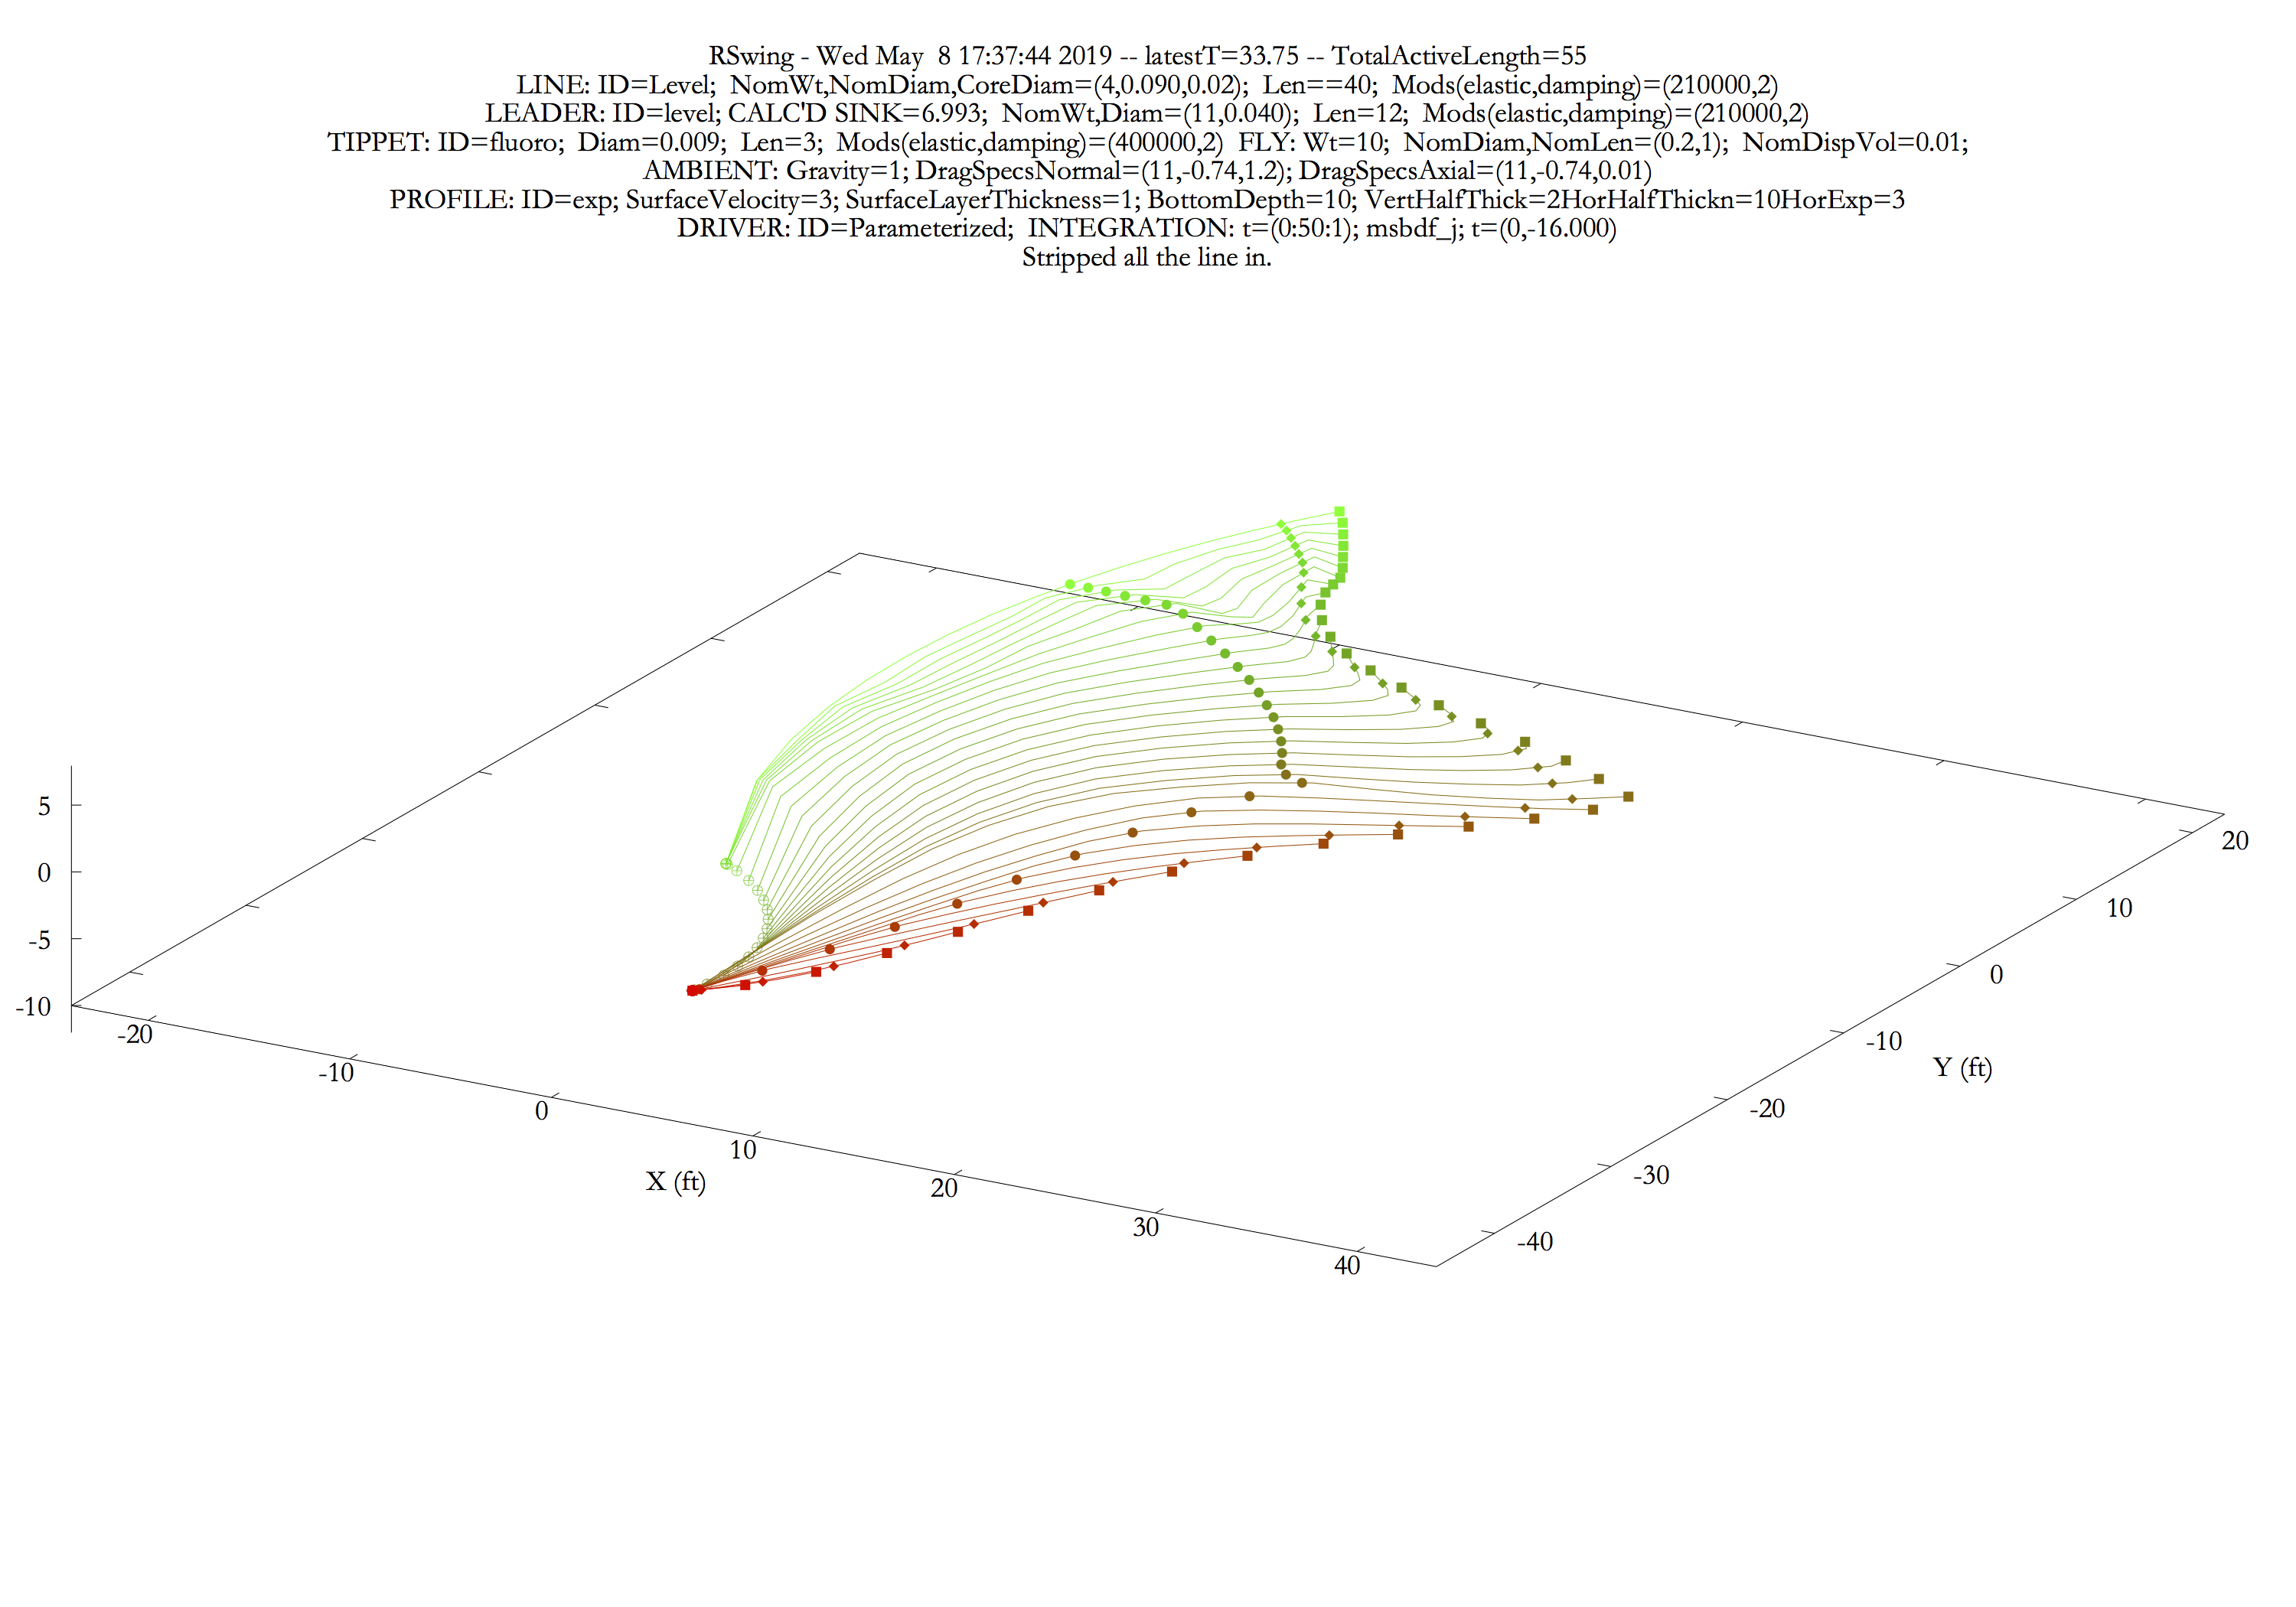 RSwing - Wed May  8 17:37:44 2019 -- latestT=33.75 -- TotalActiveLength=55
LINE: ID=Level;  NomWt,NomDiam,CoreDiam=(4,0.090,0.02);  Len==40;  Mods(elastic,damping)=(210000,2)
LEADER: ID=level; CALC'D SINK=6.993;  NomWt,Diam=(11,0.040);  Len=12;  Mods(elastic,damping)=(210000,2)
TIPPET: ID=fluoro;  Diam=0.009;  Len=3;  Mods(elastic,damping)=(400000,2)  FLY: Wt=10;  NomDiam,NomLen=(0.2,1);  NomDispVol=0.01;
AMBIENT: Gravity=1; DragSpecsNormal=(11,-0.74,1.2); DragSpecsAxial=(11,-0.74,0.01)
PROFILE: ID=exp; SurfaceVelocity=3; SurfaceLayerThickness=1; BottomDepth=10; VertHalfThick=2HorHalfThickn=10HorExp=3
DRIVER: ID=Parameterized;  INTEGRATION: t=(0:50:1); msbdf_j; t=(0,-16.000)
Stripped all the line in.
5
0
-5
-10
-20
-10
0
10
20
30
40
X (ft)
20
10
0
-10
-20
-30
-40
Y (ft)